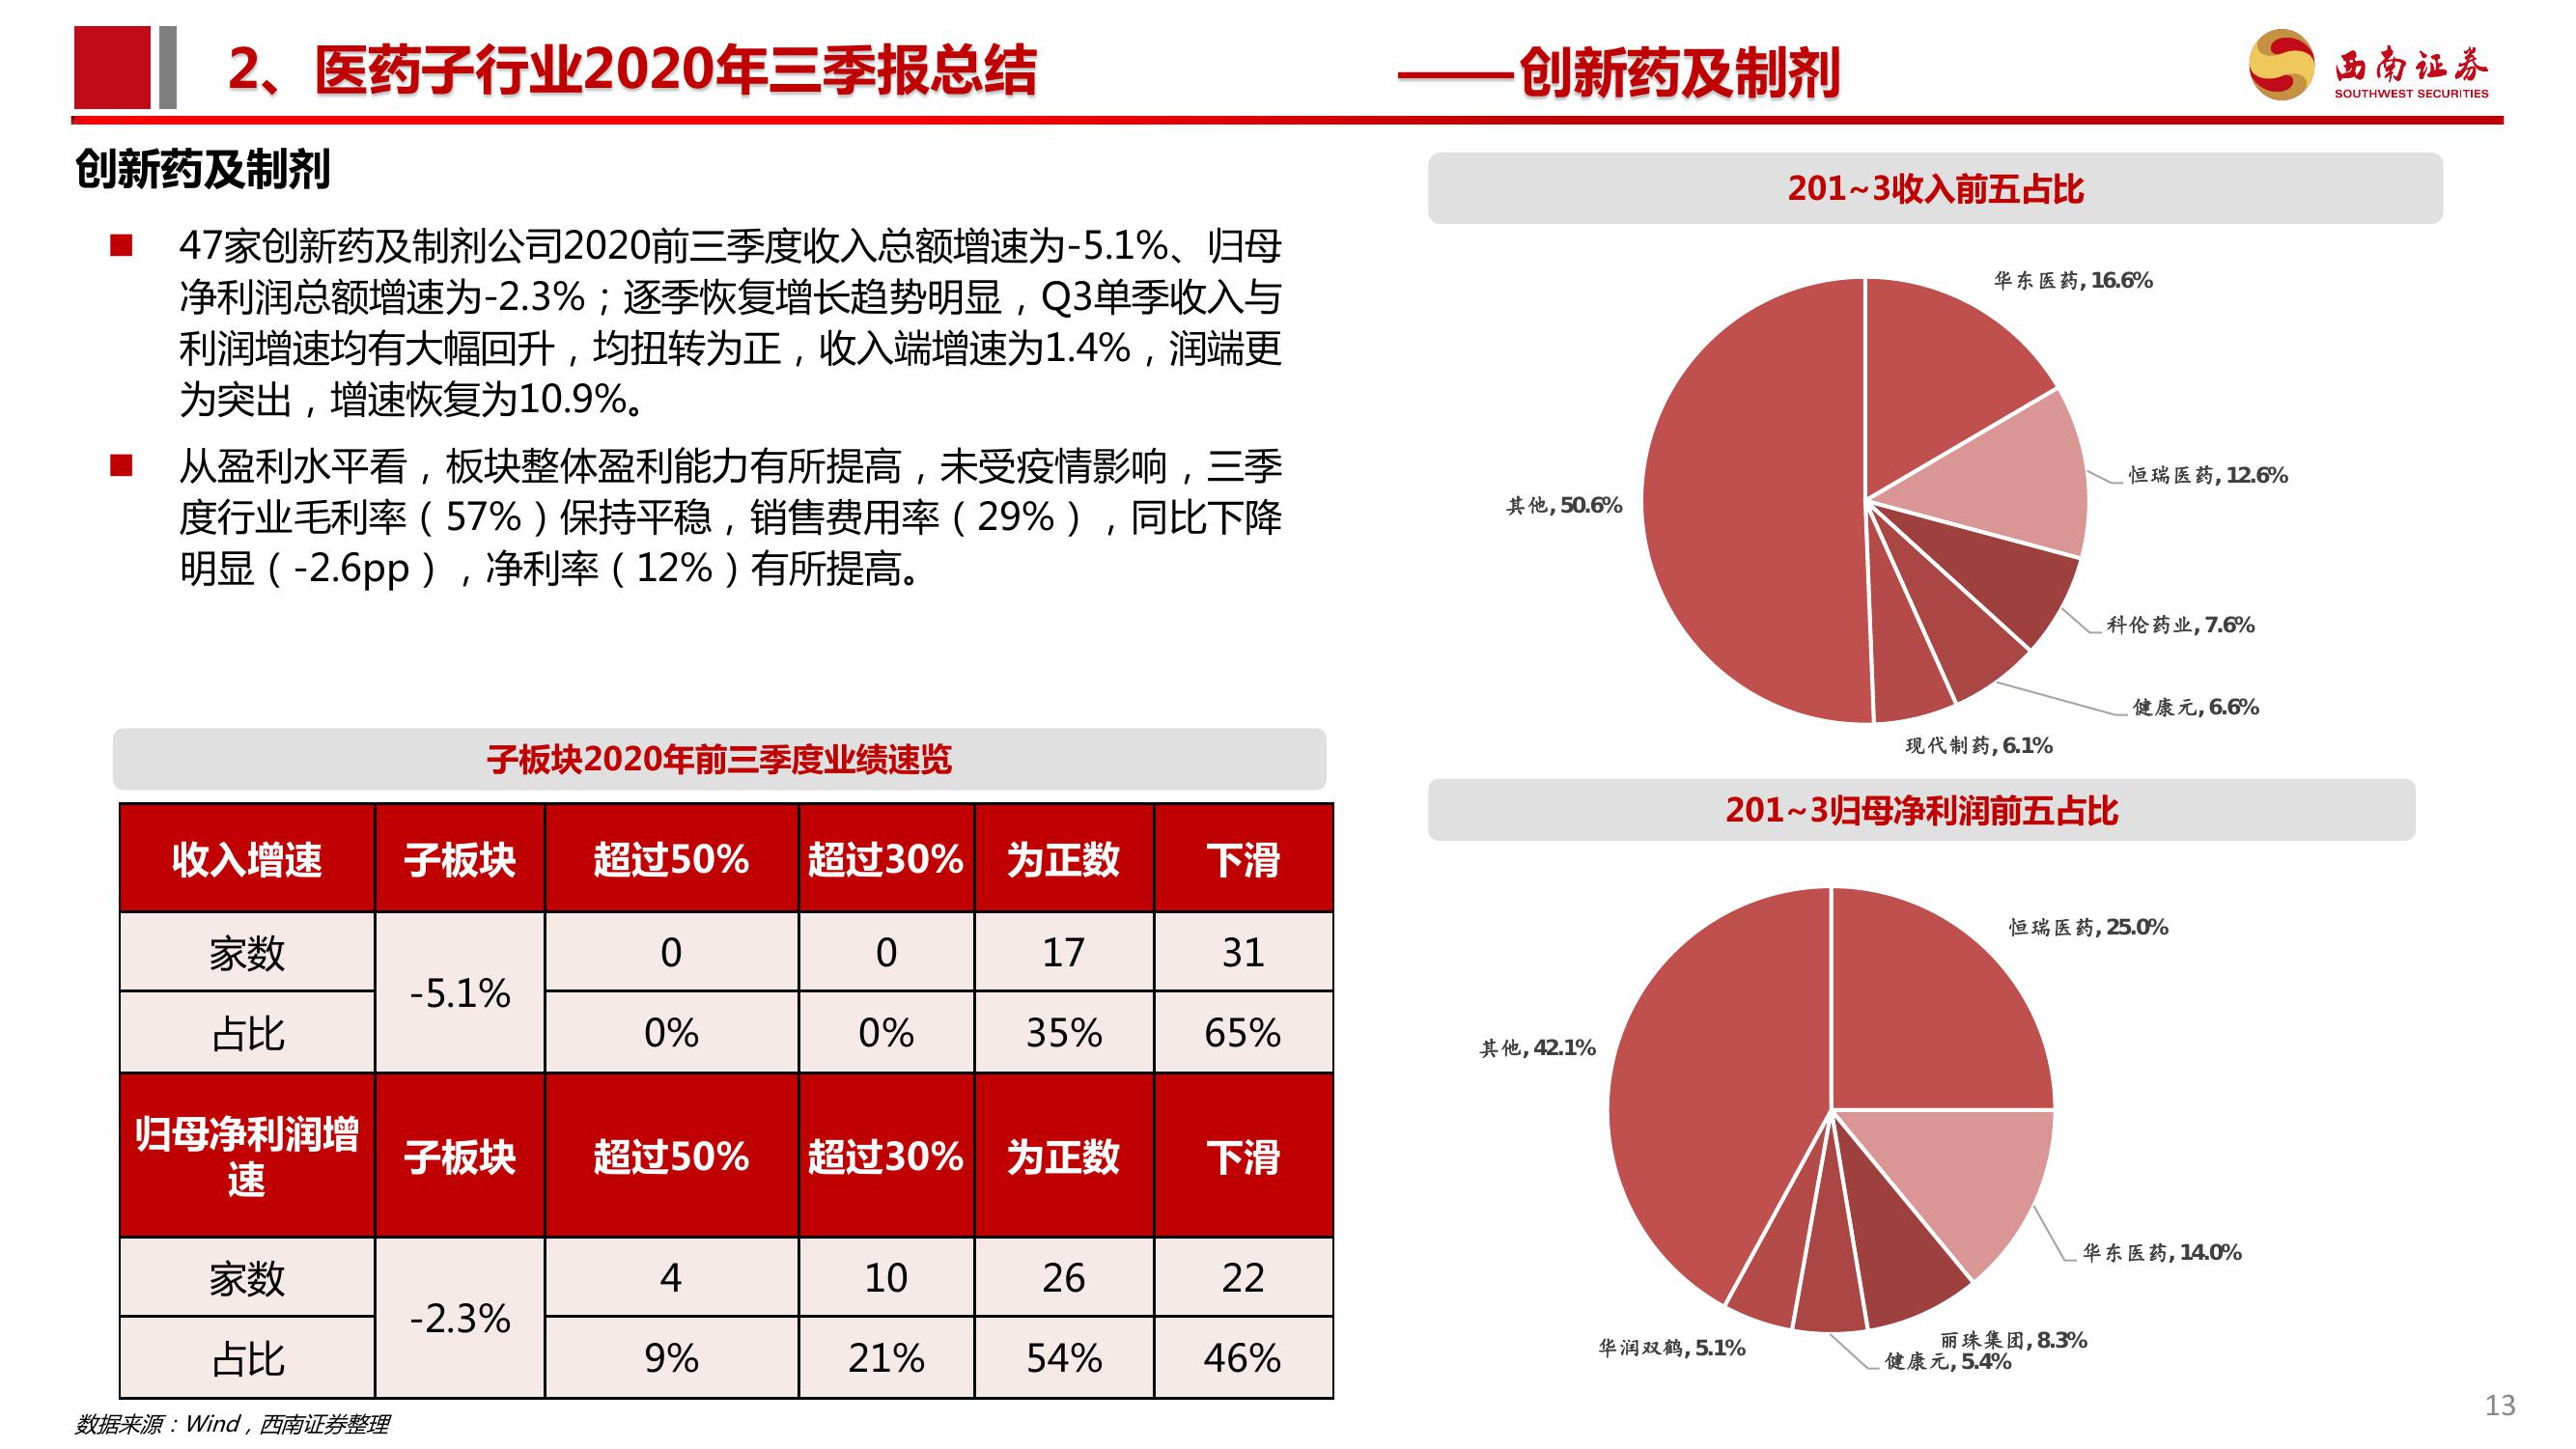 2、医药子行业2020年三季报总结 ——创新药及制剂
西南证券
SOUTHWEST SECURITIES
创新药及制剂
■ 47家创新药及制剂公司2020前三季度收入总额增速为-5.1%、归母
净利润总额增速为-2.3%；逐季恢复增长趋势明显，Q3单季收入与
利润增速均有大幅回升，均扭转为正，收入端增速为1.4%，润端更
为突出，增速恢复为10.9%。
■ 从盈利水平看，板块整体盈利能力有所提高，未受疫情影响，三季
度行业毛利率（57%）保持平稳，销售费用率（29%），同比下降
明显（-2.6pp），净利率（12%）有所提高。
子板块2020年前三季度业绩速览
收入增速 子板块 超过50% 超过30% 为正数 下滑
家数 -5.1% 0 0 17 31
占比 0% 0% 35% 65%
归母净利润增
速 子板块 超过50% 超过30% 为正数 下滑
家数 -2.3% 4 10 26 22
占比 9% 21% 54% 46%
数据来源：Wind，西南证券整理
201~3收入前五占比
华东医药, 16.6%
恒瑞医药, 12.6%
其他, 50.6%
科伦药业, 7.6%
健康元, 6.6%
现代制药, 6.1%
201~3归母净利润前五占比
恒瑞医药, 25.0%
其他, 42.1%
华东医药, 14.0%
丽珠集团, 8.3%
华润双鹤, 5.1%
健康元, 5.4%
13